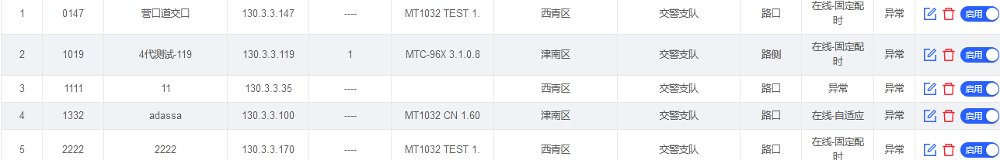 1 0147 营口道交口 130.3.3.147 ---- MT1032 TEST 1. 西青区 交警支队 路口 在线-固定配时 异常 启用
2 1019 4代测试-119 130.3.3.119 1 MTC-96X 3.1.0.8 津南区 交警支队 路侧 在线-固定配时 异常 启用
3 1111 11 130.3.3.35 ---- 西青区 交警支队 路口 异常 异常 启用
4 1332 adassa 130.3.3.100 ---- MT1032 CN 1.60 津南区 交警支队 路口 在线-自适应 异常 启用
5 2222 2222 130.3.3.170 ---- MT1032 TEST 1. 西青区 交警支队 路口 在线-固定配时 异常 启用